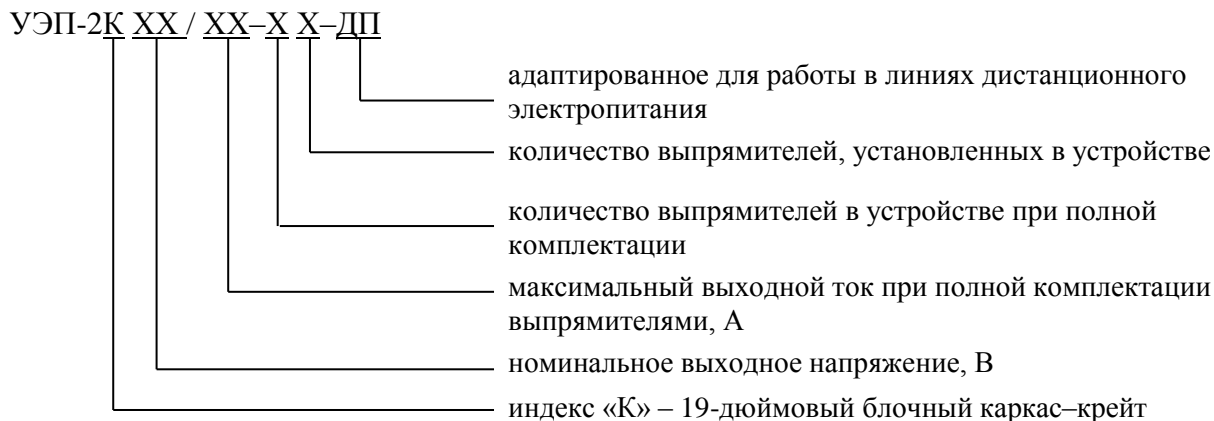 УЭП-2К ХХ / ХХ–Х Х–ДП
адаптированное для работы в линиях дистанционного
электропитания
количество выпрямителей, установленных в устройстве
количество выпрямителей в устройстве при полной
комплектации
максимальный выходной ток при полной комплектации
выпрямителями, А
номинальное выходное напряжение, В
индекс «К» – 19-дюймовый блочный каркас–крейт